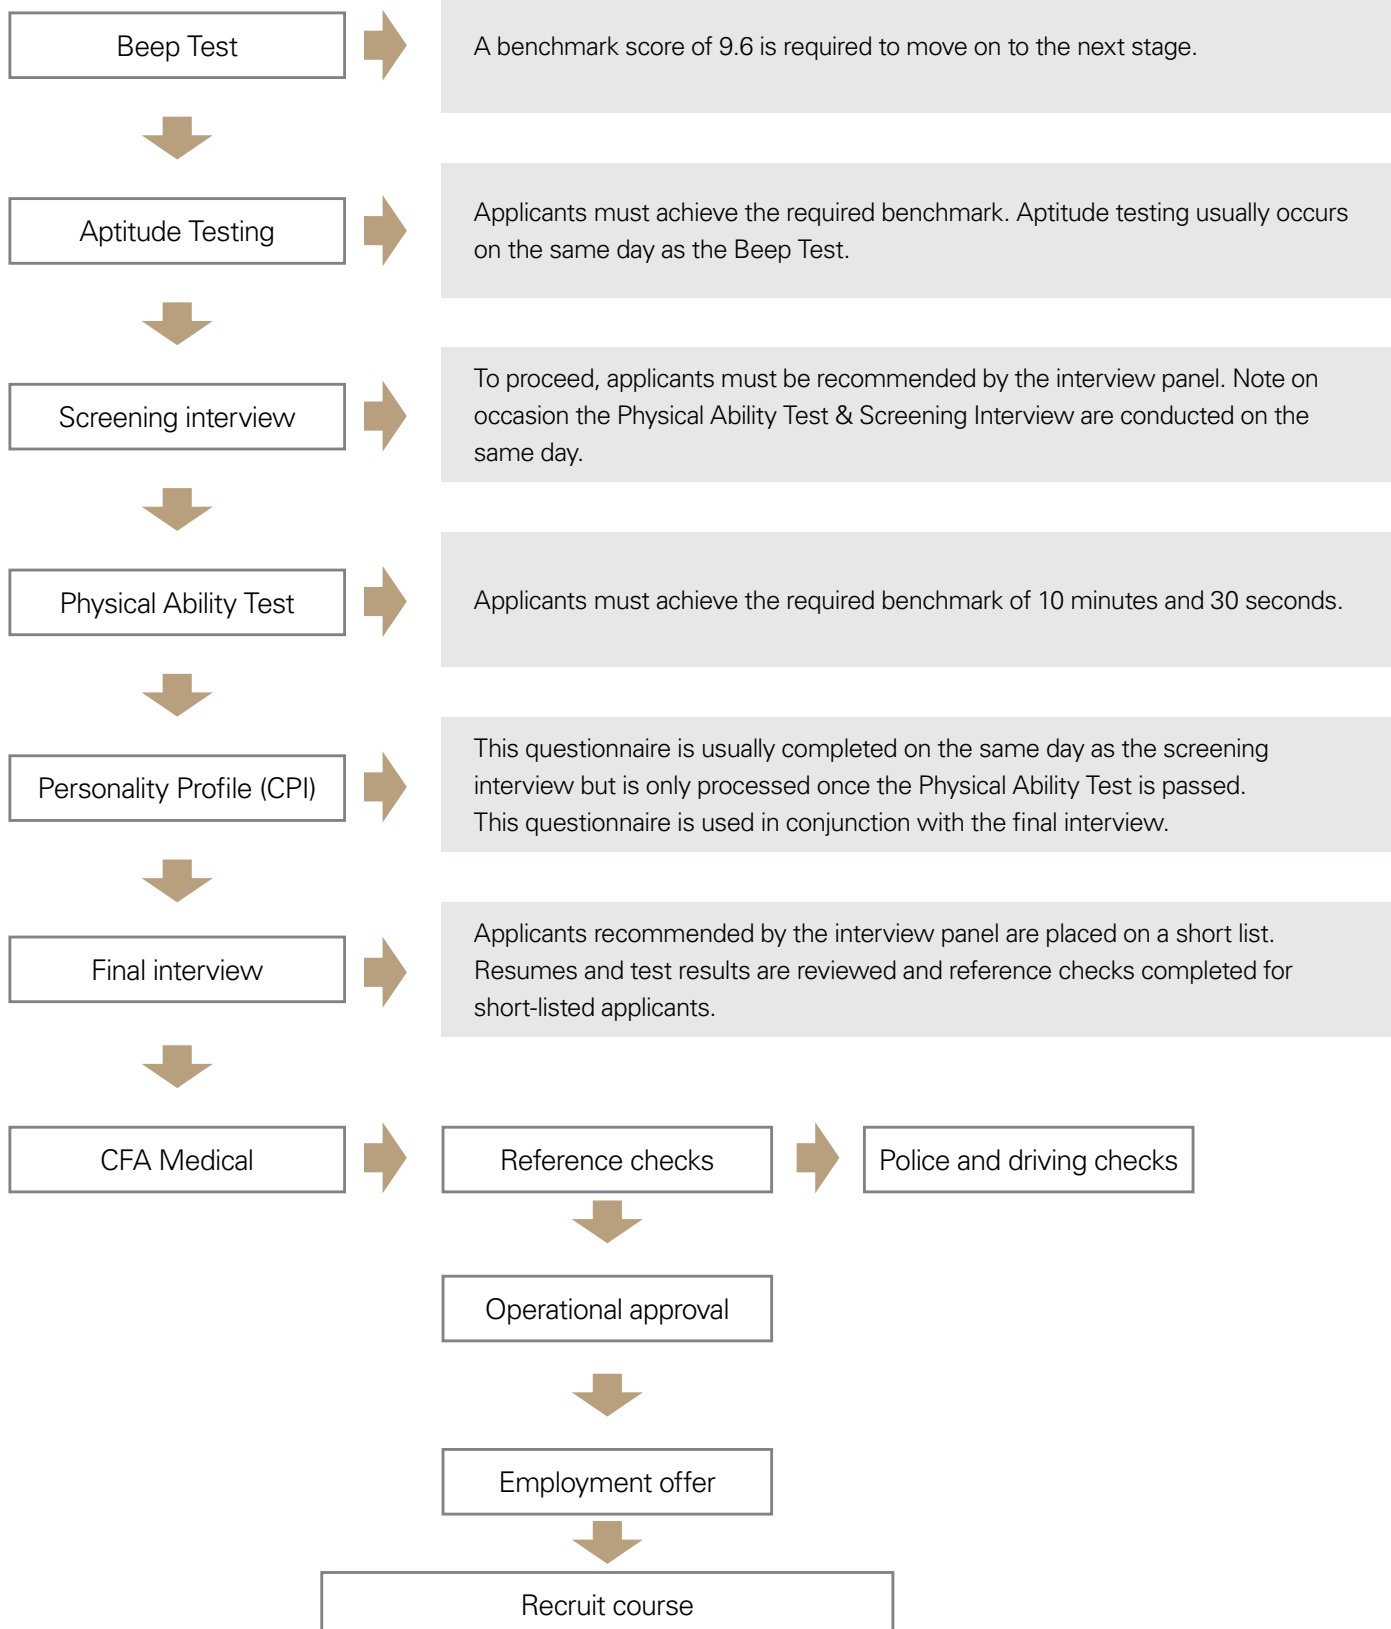 Beep Test
A benchmark score of 9.6 is required to move on to the next stage.
Aptitude Testing
Applicants must achieve the required benchmark. Aptitude testing usually occurs
on the same day as the Beep Test.
Screening interview
To proceed, applicants must be recommended by the interview panel. Note on
occasion the Physical Ability Test & Screening Interview are conducted on the
same day.
Physical Ability Test
Applicants must achieve the required benchmark of 10 minutes and 30 seconds.
Personality Profile (CPI)
This questionnaire is usually completed on the same day as the screening
interview but is only processed once the Physical Ability Test is passed.
This questionnaire is used in conjunction with the final interview.
Final interview
Applicants recommended by the interview panel are placed on a short list.
Resumes and test results are reviewed and reference checks completed for
short-listed applicants.
CFA Medical
Reference checks
Police and driving checks
Operational approval
Employment offer
Recruit course